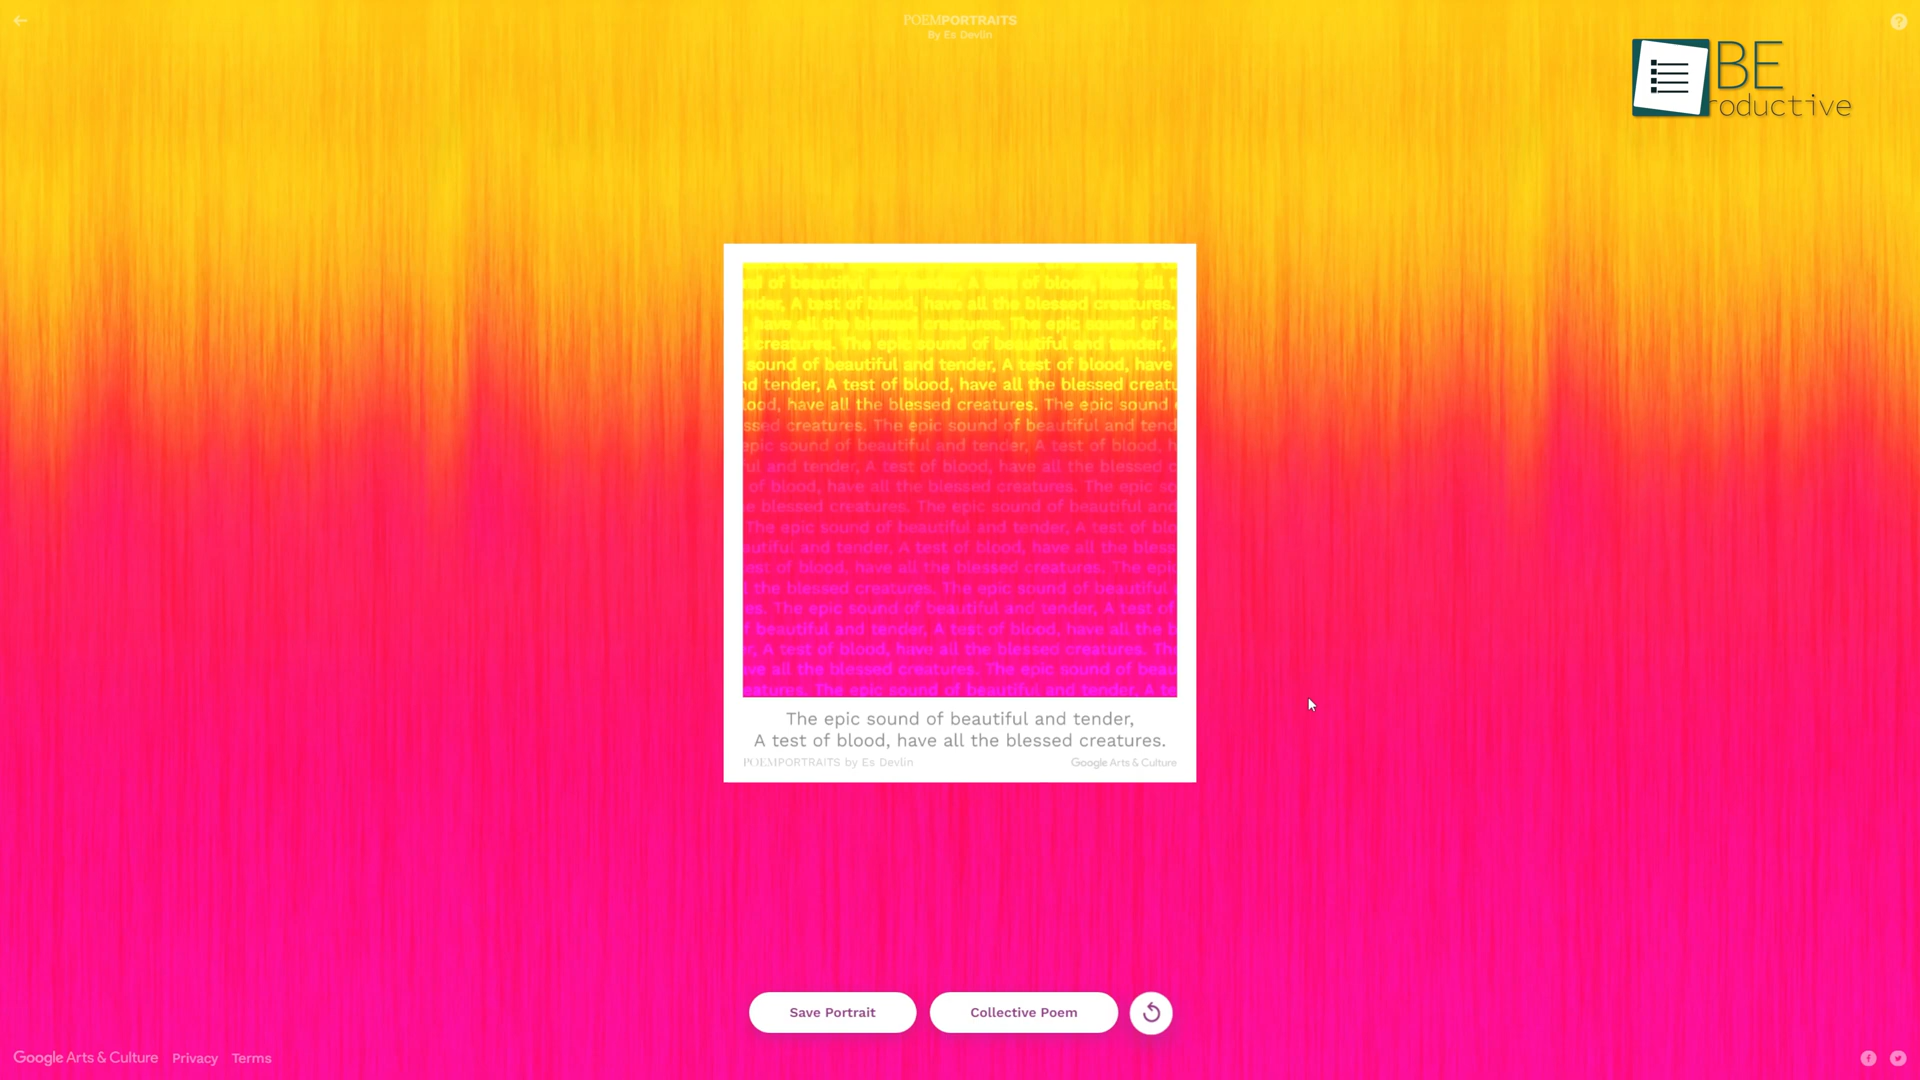 POEMPORTRAITS
By Es Devlin
?
BE
roductive
nd of beautiful and tender, A test of blood, have all t
nder, A test of blood, have all the blessed creatures.
, have all the blessed creatures. The epic sound of be
d creatures. The epic sound of beautiful and tender, A
sound of beautiful and tender, A test of blood, have
nd tender, A test of blood, have all the blessed creatu
lood, have all the blessed creatures. The epic sound
ssed creatures. The epic sound of beautiful and tend
epic sound of beautiful and tender, A test of blood, h
ful and tender, A test of blood, have all the blessed c
of blood, have all the blessed creatures. The epic so
e blessed creatures. The epic sound of beautiful and
The epic sound of beautiful and tender, A test of blo
autiful and tender, A test of blood, have all the bless
est of blood, have all the blessed creatures. The epic
l the blessed creatures. The epic sound of beautiful
es. The epic sound of beautiful and tender, A test of
f beautiful and tender, A test of blood, have all the b
r, A test of blood, have all the blessed creatures. The
ve all the blessed creatures. The epic sound of beau
eatures. The epic sound of beautiful and tender, A te
The epic sound of beautiful and tender,
A test of blood, have all the blessed creatures.
POEMPORTRAITS by Es Devlin
Google Arts & Culture
Save Portrait
Collective Poem
Google Arts & Culture
Privacy
Terms